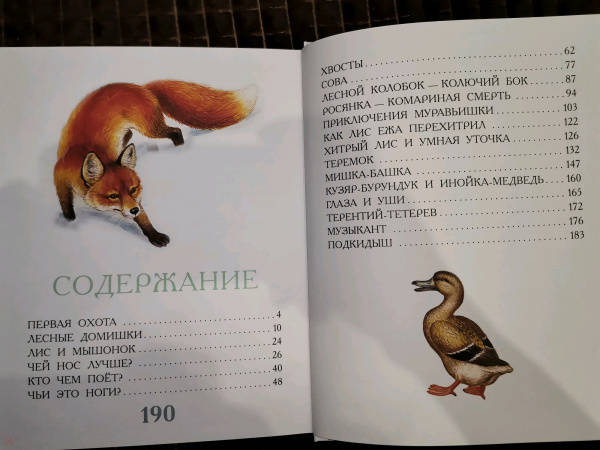 СОДЕРЖАНИЕ
ПЕРВАЯ ОХОТА 4
ЛЕСНЫЕ ДОМИШКИ 10
ЛИС И МЫШОНОК 24
ЧЕЙ НОС ЛУЧШЕ? 26
КТО ЧЕМ ПОЁТ? 40
ЧЬИ ЭТО НОГИ? 48
190
ХВОСТЫ 62
СОВА 77
ЛЕСНОЙ КОЛОБОК — КОЛЮЧИЙ БОК 87
РОСЯНКА — КОМАРИНАЯ СМЕРТЬ 94
ПРИКЛЮЧЕНИЯ МУРАВЬИШКИ 103
КАК ЛИС ЕЖА ПЕРЕХИТРИЛ 122
ХИТРЫЙ ЛИС И УМНАЯ УТОЧКА 126
ТЕРЕМОК 132
МИШКА-БАШКА 147
КУЗЯР-БУРУНДУК И ИНОЙКА-МЕДВЕДЬ 160
ГЛАЗА И УШИ 165
ТЕРЕНТИЙ-ТЕТЕРЕВ 172
МУЗЫКАНТ 176
ПОДКИДЫШ 183